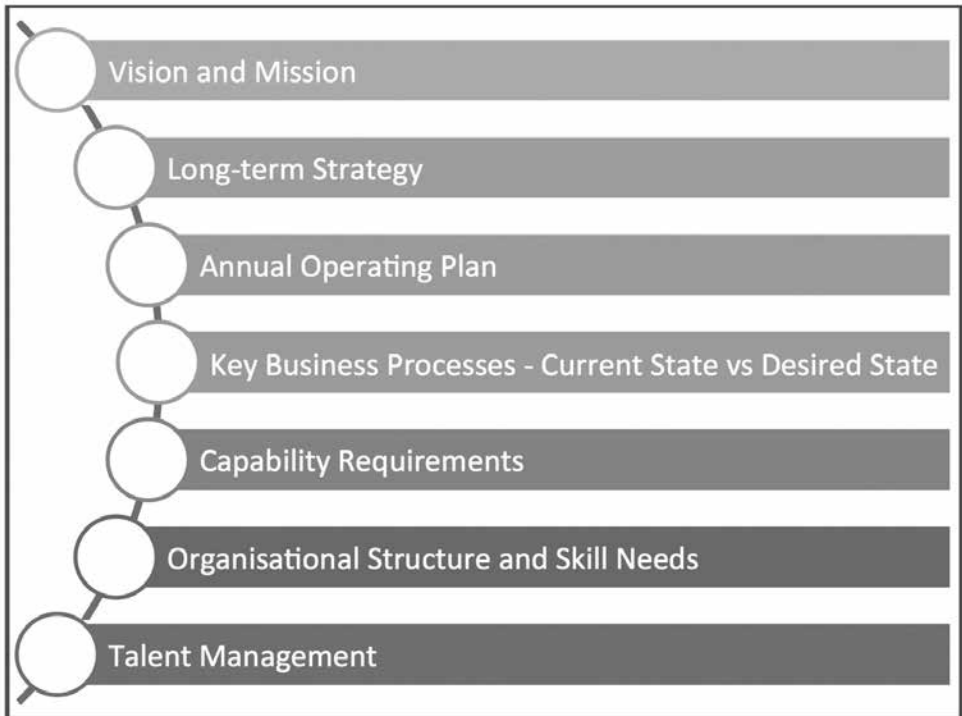 Vision and Mission
Long-term Strategy
Annual Operating Plan
Key Business Processes - Current State vs Desired State
Capability Requirements
Organisational Structure and Skill Needs
Talent Management